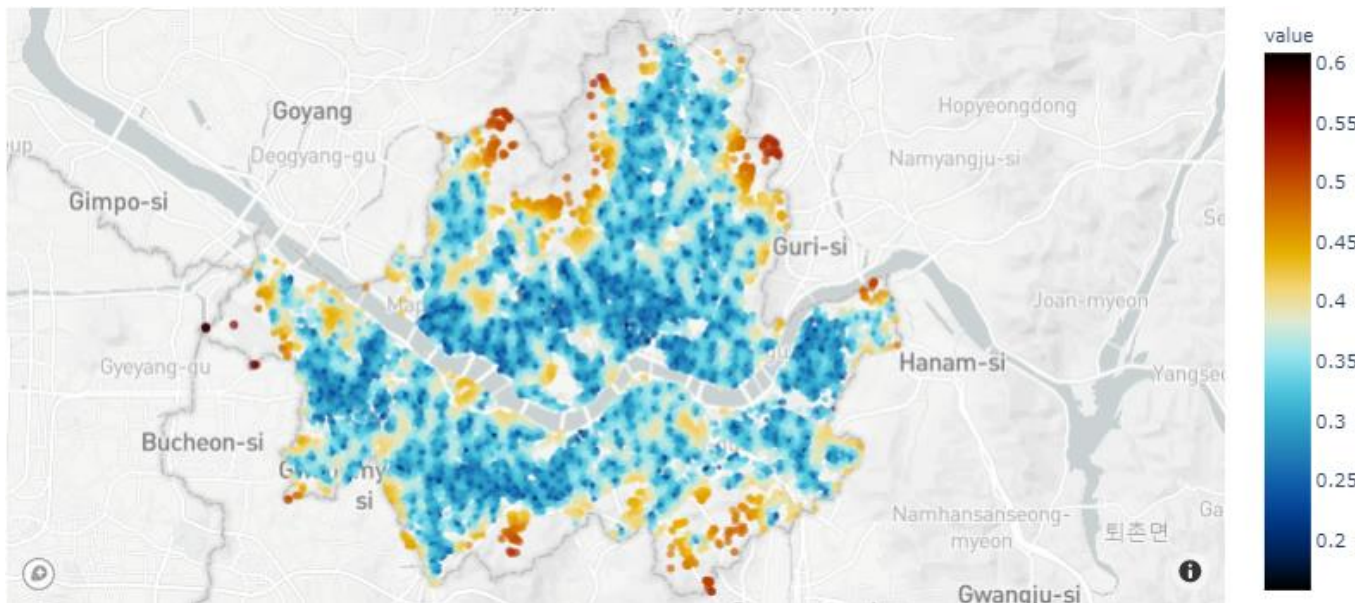 Goyang
Hopyeongdong
Deogyang-gu
Namyangju-si
Gimpo-si
Guri-si
Joan-myeon
Gyeyang-gu
Hanam-si
Bucheon-si
si
Namhansanseong-
myeon
퇴촌면
Gwangju-si
value
0.6
0.55
0.5
0.45
0.4
0.35
0.3
0.25
0.2